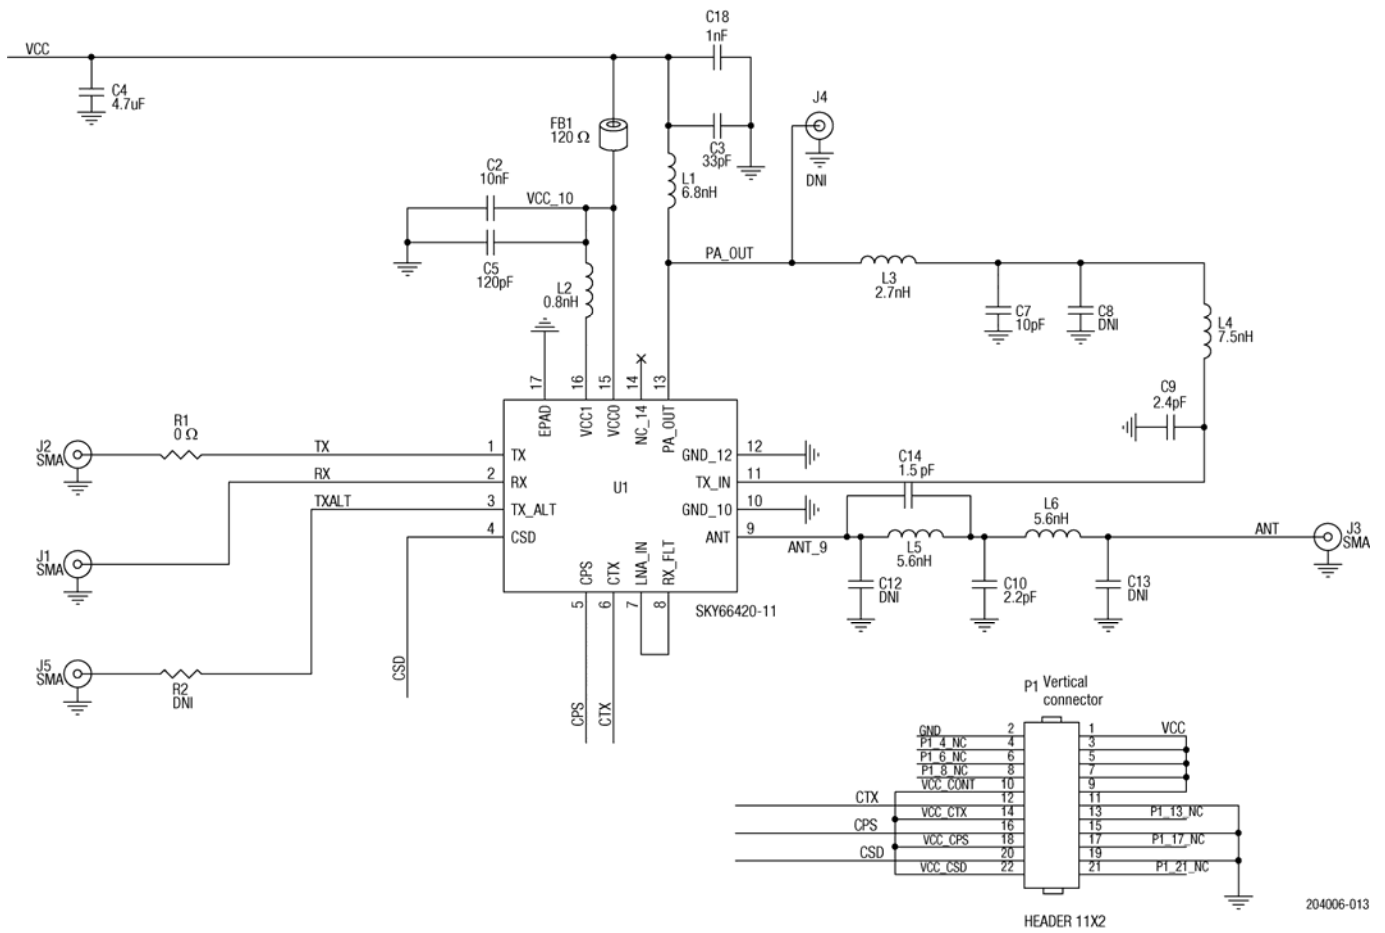 VCC
C4
4.7uF
C18
1nF
C3
33pF
FB1
120 Ω
L1
6.8nH
J4
DNI
C2
10nF
VCC_10
C5
120pF
L2
0.8nH
PA_OUT
L3
2.7nH
C7
10pF
C8
DNI
L4
7.5nH
C9
2.4pF
17
16
15
14
13
EPAD
VCC1
VCC0
NC_14
PA_OUT
J2
SMA
R1
0 Ω
TX
1
TX
RX
2
RX
TXALT
3
TX_ALT
4
CSD
U1
GND_12
12
TX_IN
11
GND_10
10
ANT
9
CPS
CTX
LNA_IN
RX_FLT
5
6
7
8
SKY66420-11
J1
SMA
J5
SMA
R2
DNI
CSD
CPS
CTX
C14
1.5 pF
ANT_9
L5
5.6nH
L6
5.6nH
ANT
J3
SMA
C12
DNI
C10
2.2pF
C13
DNI
P1 Vertical
connector
GND 2 1 VCC
P1_4_NC 4 3
P1_6_NC 6 5
P1_8_NC 8 7
VCC_CONT 10 9
CTX 12 11
VCC_CTX 14 13 P1_13_NC
CPS 16 15
VCC_CPS 18 17 P1_17_NC
CSD 20 19
VCC_CSD 22 21 P1_21_NC
HEADER 11X2
204006-013